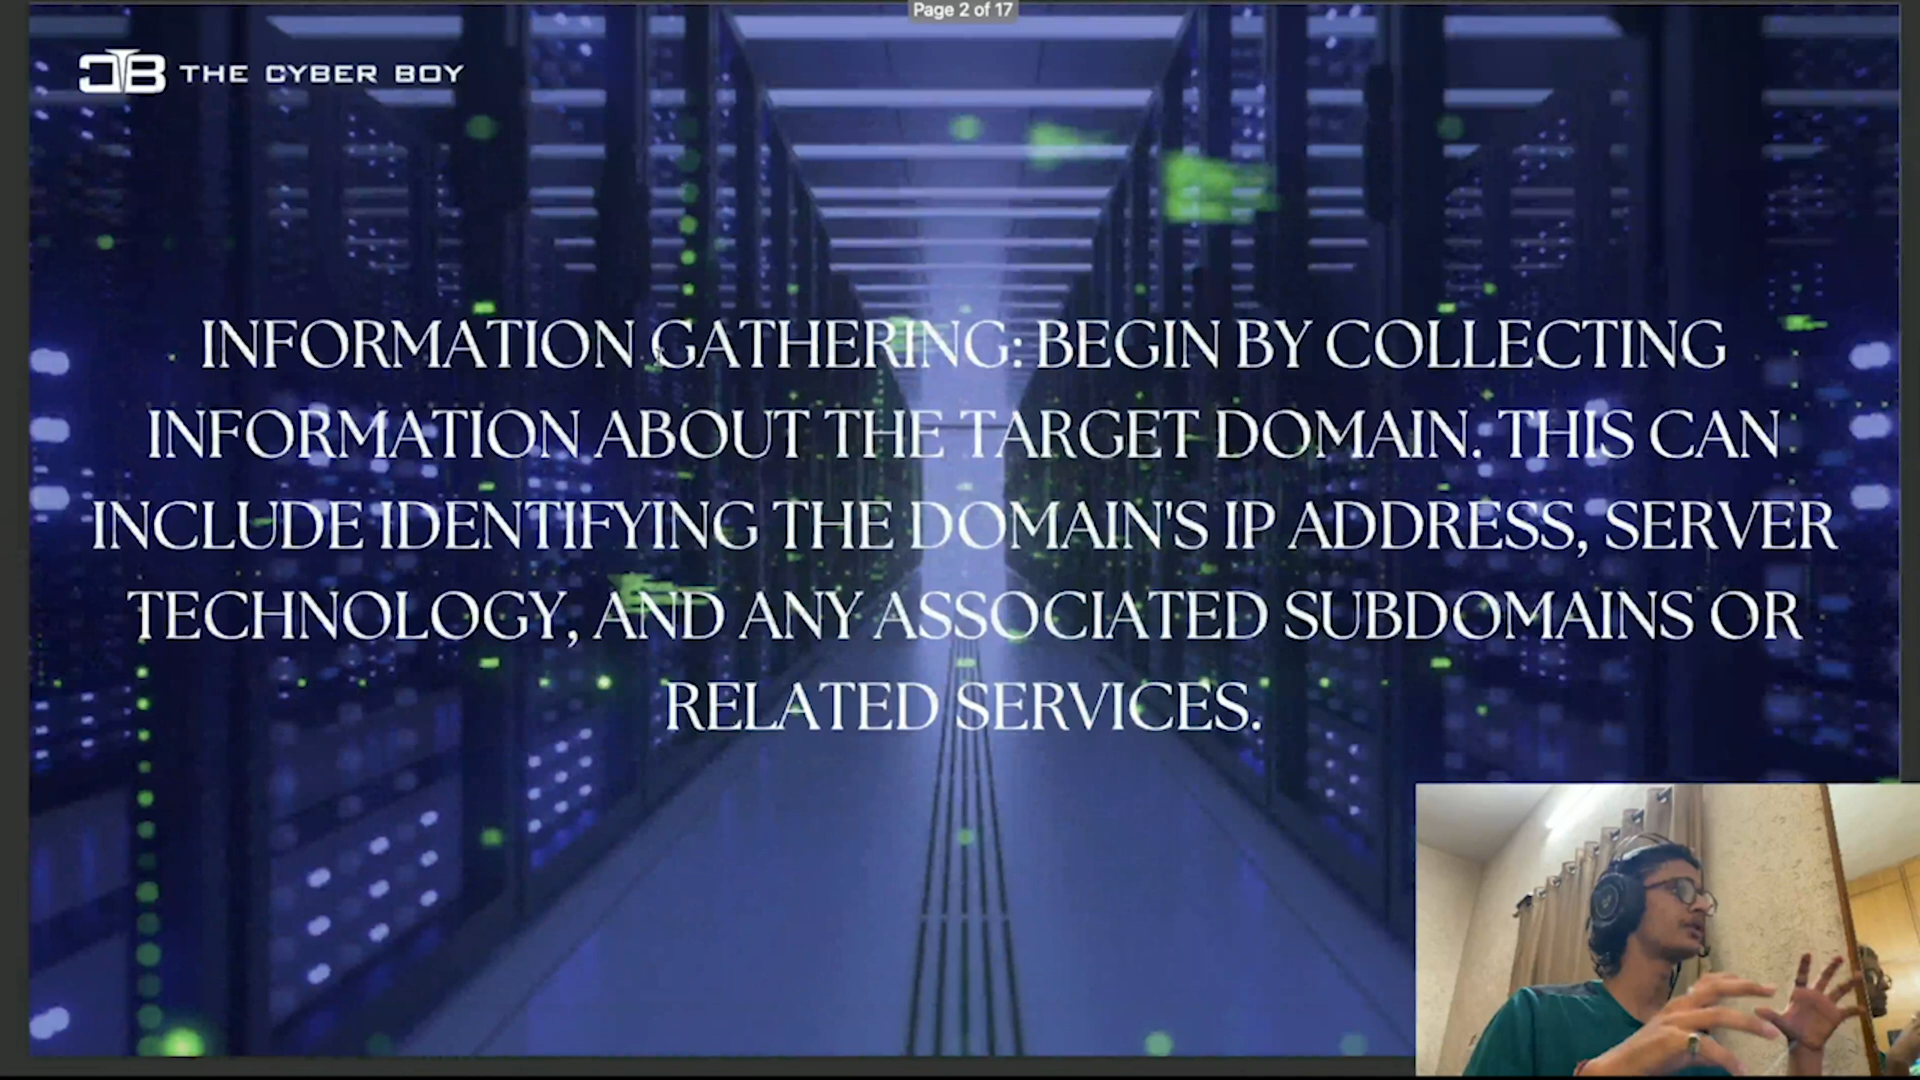 Page 2 of 17
CTB THE CYBER BOY
INFORMATION GATHERING: BEGIN BY COLLECTING
INFORMATION ABOUT THE TARGET DOMAIN. THIS CAN
INCLUDE IDENTIFYING THE DOMAIN'S IP ADDRESS, SERVER
TECHNOLOGY, AND ANY ASSOCIATED SUBDOMAINS OR
RELATED SERVICES.